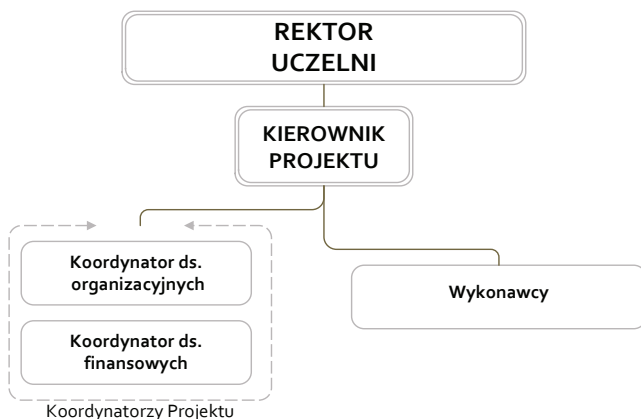 REKTOR
UCZELNI
KIEROWNIK
PROJEKTU
Koordynator ds.
organizacyjnych
Wykonawcy
Koordynator ds.
finansowych
Koordynatorzy Projektu